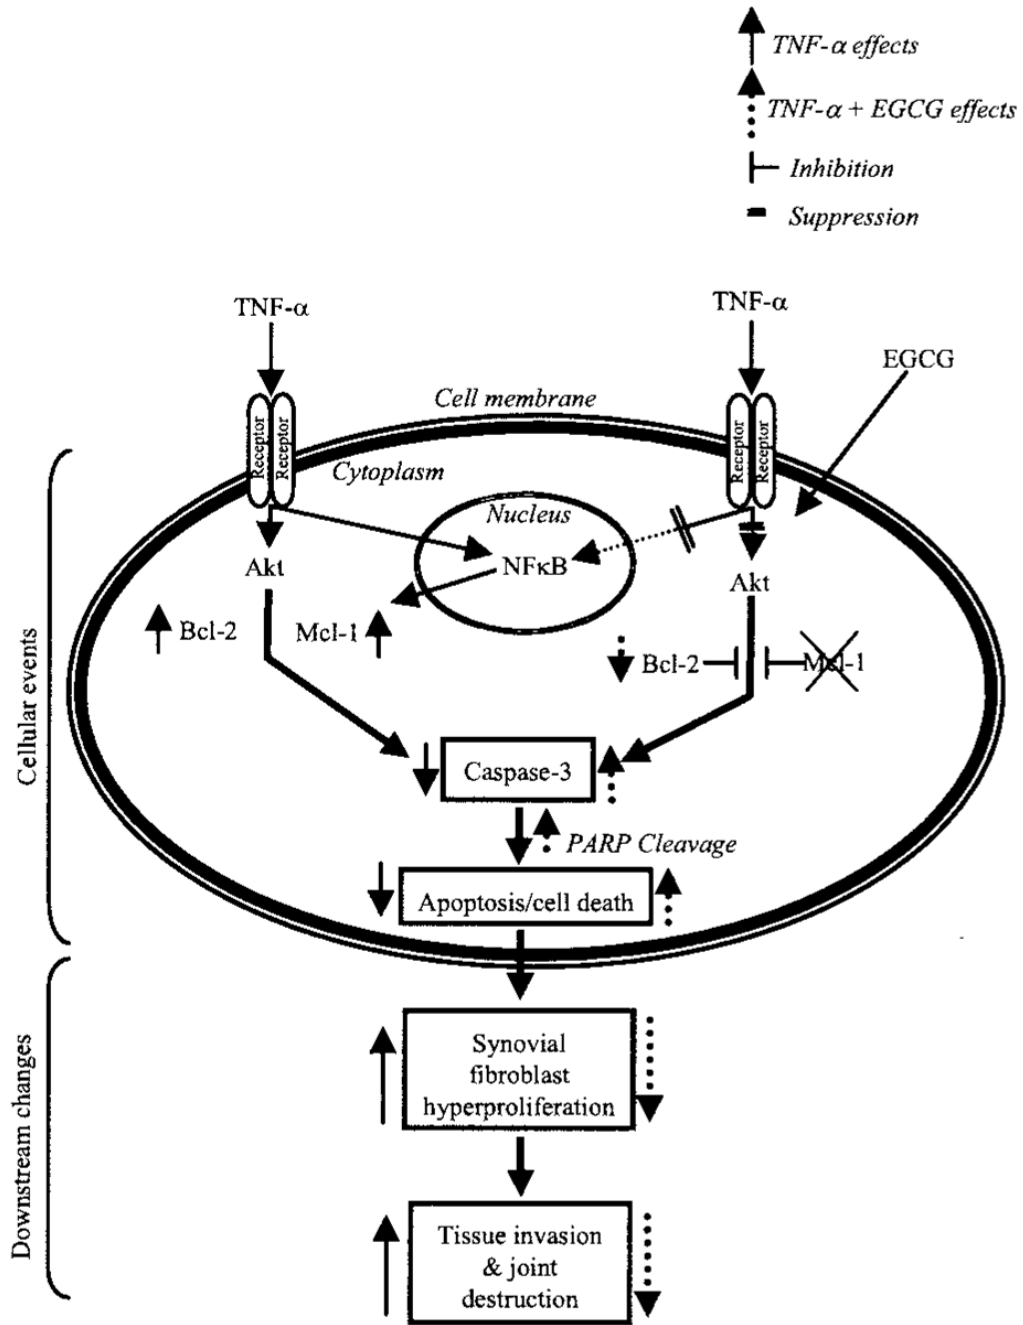 TNF-α effects
TNF-α + EGCG effects
Inhibition
Suppression
TNF-α
TNF-α
EGCG
Cell membrane
Receptor
Receptor
Receptor
Receptor
Cytoplasm
Nucleus
NFκB
Akt
Akt
Bcl-2
Mcl-1
Bcl-2
Mcl-1
Cellular events
Caspase-3
PARP Cleavage
Apoptosis/cell death
Downstream changes
Synovial
fibroblast
hyperproliferation
Tissue invasion
& joint
destruction